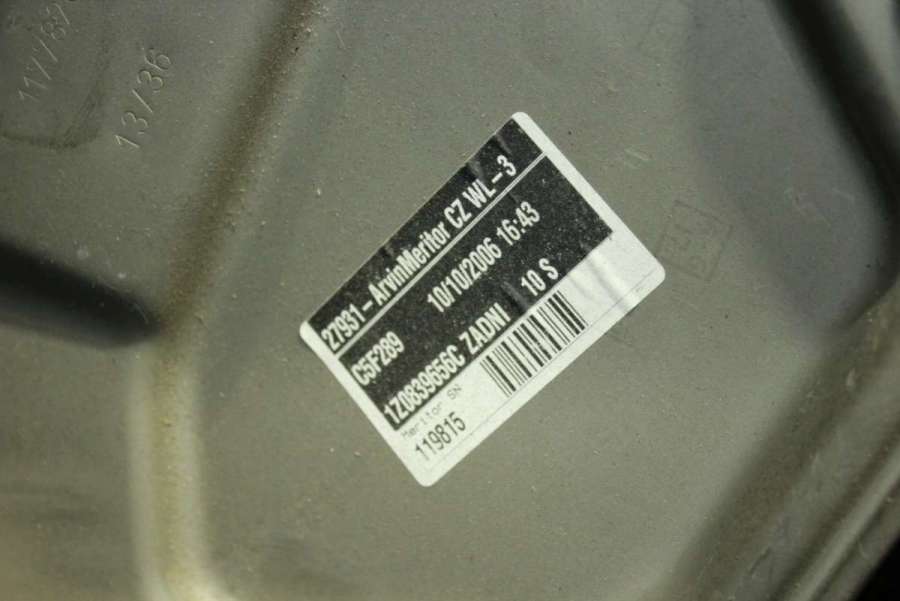 13/36
27931-ArvinMeritor CZ WL-3
C5F289 10/10/2006 16:43
1Z0839656C ZADNI 10 S
Meritor SN
119815